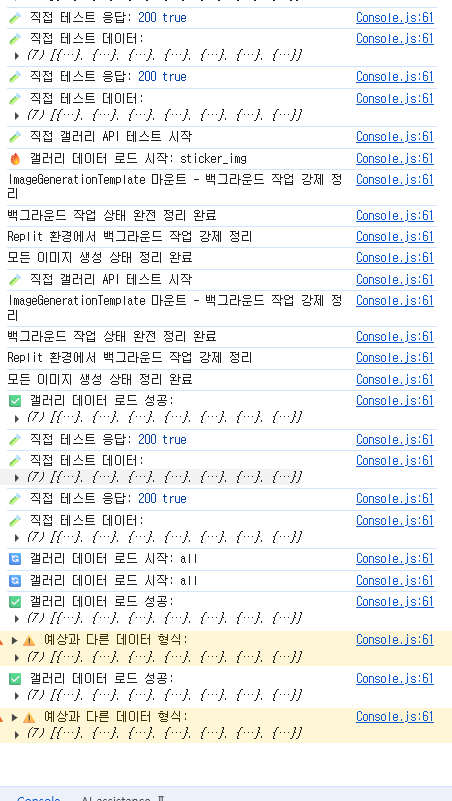 직접 테스트 응답: 200 true Console.js:61
직접 테스트 데이터: Console.js:61
(7) [{…}, {…}, {…}, {…}, {…}, {…}, {…}]
직접 테스트 응답: 200 true Console.js:61
직접 테스트 데이터: Console.js:61
(7) [{…}, {…}, {…}, {…}, {…}, {…}, {…}]
직접 갤러리 API 테스트 시작 Console.js:61
갤러리 데이터 로드 시작: sticker_img Console.js:61
ImageGenerationTemplate 마운트 - 백그라운드 작업 강제 정 Console.js:61
리
백그라운드 작업 상태 완전 정리 완료 Console.js:61
Replit 환경에서 백그라운드 작업 강제 정리 Console.js:61
모든 이미지 생성 상태 정리 완료 Console.js:61
직접 갤러리 API 테스트 시작 Console.js:61
ImageGenerationTemplate 마운트 - 백그라운드 작업 강제 정 Console.js:61
리
백그라운드 작업 상태 완전 정리 완료 Console.js:61
Replit 환경에서 백그라운드 작업 강제 정리 Console.js:61
모든 이미지 생성 상태 정리 완료 Console.js:61
갤러리 데이터 로드 성공: Console.js:61
(7) [{…}, {…}, {…}, {…}, {…}, {…}, {…}]
직접 테스트 응답: 200 true Console.js:61
직접 테스트 데이터: Console.js:61
(7) [{…}, {…}, {…}, {…}, {…}, {…}, {…}]
직접 테스트 응답: 200 true Console.js:61
직접 테스트 데이터: Console.js:61
(7) [{…}, {…}, {…}, {…}, {…}, {…}, {…}]
갤러리 데이터 로드 시작: all Console.js:61
갤러리 데이터 로드 시작: all Console.js:61
갤러리 데이터 로드 성공: Console.js:61
(7) [{…}, {…}, {…}, {…}, {…}, {…}, {…}]
예상과 다른 데이터 형식: Console.js:61
(7) [{…}, {…}, {…}, {…}, {…}, {…}, {…}]
갤러리 데이터 로드 성공: Console.js:61
(7) [{…}, {…}, {…}, {…}, {…}, {…}, {…}]
예상과 다른 데이터 형식: Console.js:61
(7) [{…}, {…}, {…}, {…}, {…}, {…}, {…}]
Console AI assistance